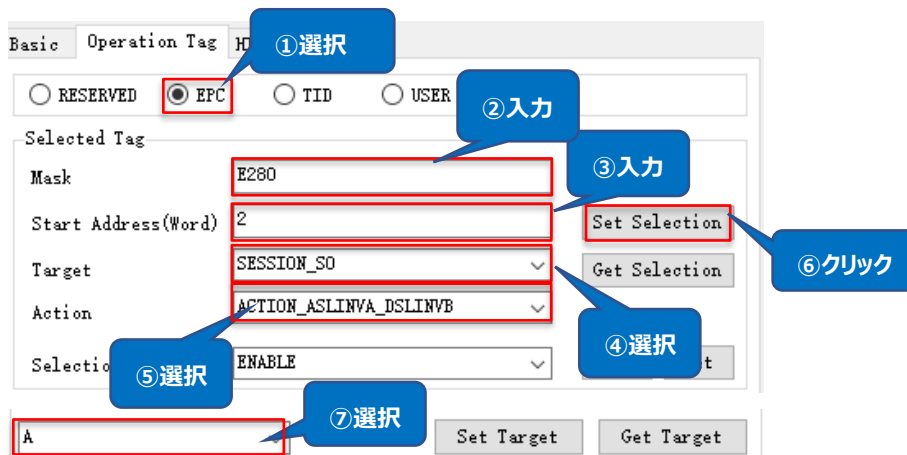 Basic Operation Tag H
①選択
RESERVED EPC TID USER
②入力
Selected Tag
③入力
Mask E280
Start Address(Word) 2 Set Selection
Target SESSION_S0 Get Selection
⑥クリック
Action ACTION_ASLINVA_DSLINVB
④選択
Selectio ENABLE t
⑤選択
⑦選択
A Set Target Get Target